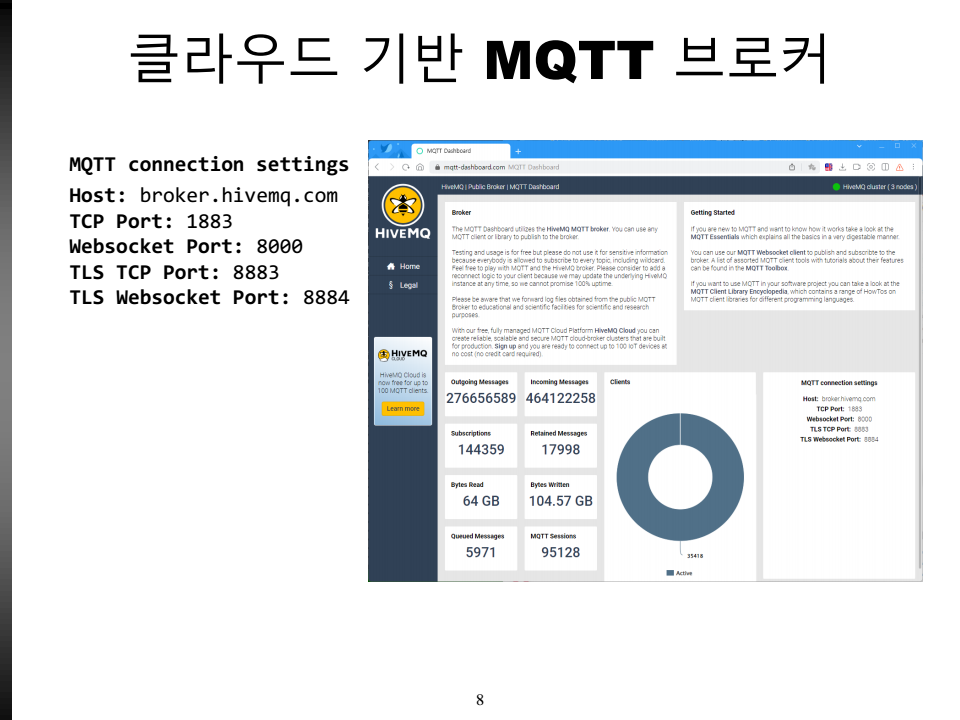 클라우드 기반 MQTT 브로커
MQTT connection settings
Host: broker.hivemq.com
TCP Port: 1883
Websocket Port: 8000
TLS TCP Port: 8883
TLS Websocket Port: 8884
MQTT Dashboard
mqtt-dashboard.com MQTT Dashboard
HiveMQ | Public Broker | MQTT Dashboard
HiveMQ cluster ( 3 nodes )
HIVEMQ
Home
§ Legal
HIVEMQ
CLOUD
HiveMQ Cloud is
now free for up to
100 MQTT clients.
Learn more
Broker
The MQTT Dashboard utilizes the HiveMQ MQTT broker. You can use any
MQTT client or library to publish to the broker.
Testing and usage is for free but please do not use it for sensitive information
because everybody is allowed to subscribe to every topic, including wildcard.
Feel free to play with MQTT and the HiveMQ broker. Please consider to add a
reconnect logic to your client because we may update the underlying HiveMQ
instance at any time, so we cannot promise 100% uptime.
Please be aware that we forward log files obtained from the public MQTT
Broker to educational and scientific facilities for scientific and research
purposes.
With our free, fully managed MQTT Cloud Platform HiveMQ Cloud you can
create reliable, scalable and secure MQTT cloud-broker clusters that are built
for production. Sign up and you are ready to connect up to 100 IoT devices at
no cost (no credit card required).
Getting Started
If you are new to MQTT and want to know how it works take a look at the
MQTT Essentials which explains all the basics in a very digestable manner.
You can use our MQTT Websocket client to publish and subscribte to the
broker. A list of assorted MQTT client tools with tutorials about their features
can be found in the MQTT Toolbox.
If you want to use MQTT in your software project you can take a look at the
MQTT Client Library Encyclopedia, which contains a range of HowTos on
MQTT client libraries for different programming languages.
Outgoing Messages
276656589
Incoming Messages
464122258
Subscriptions
144359
Retained Messages
17998
Bytes Read
64 GB
Bytes Written
104.57 GB
Queued Messages
5971
MQTT Sessions
95128
Clients
35418
Active
MQTT connection settings
Host: broker.hivemq.com
TCP Port: 1883
Websocket Port: 8000
TLS TCP Port: 8883
TLS Websocket Port: 8884
8